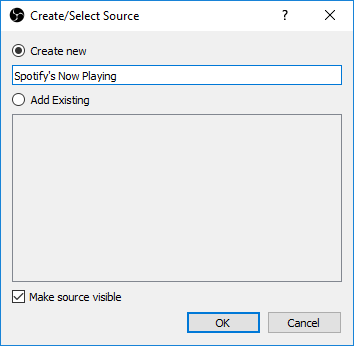 Create/Select Source
?
Create new
Spotify's Now Playing
Add Existing
Make source visible
OK
Cancel